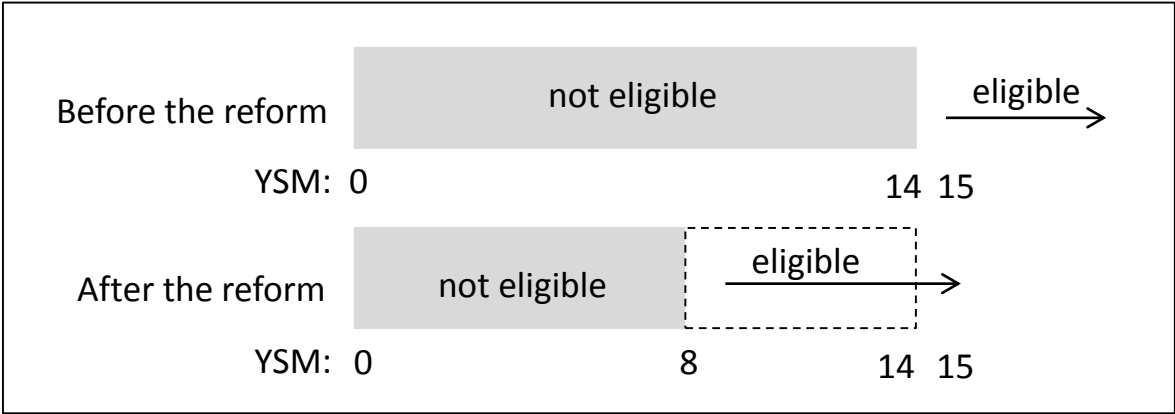 Before the reform not eligible eligible
YSM: 0 14 15
After the reform not eligible eligible
YSM: 0 8 14 15